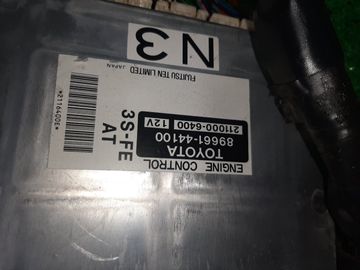 N3
ENGINE CONTROL
TOYOTA
89661-44100
211000-6400 12V
3S-FE
AT
FUJITSU TEN LIMITED JAPAN